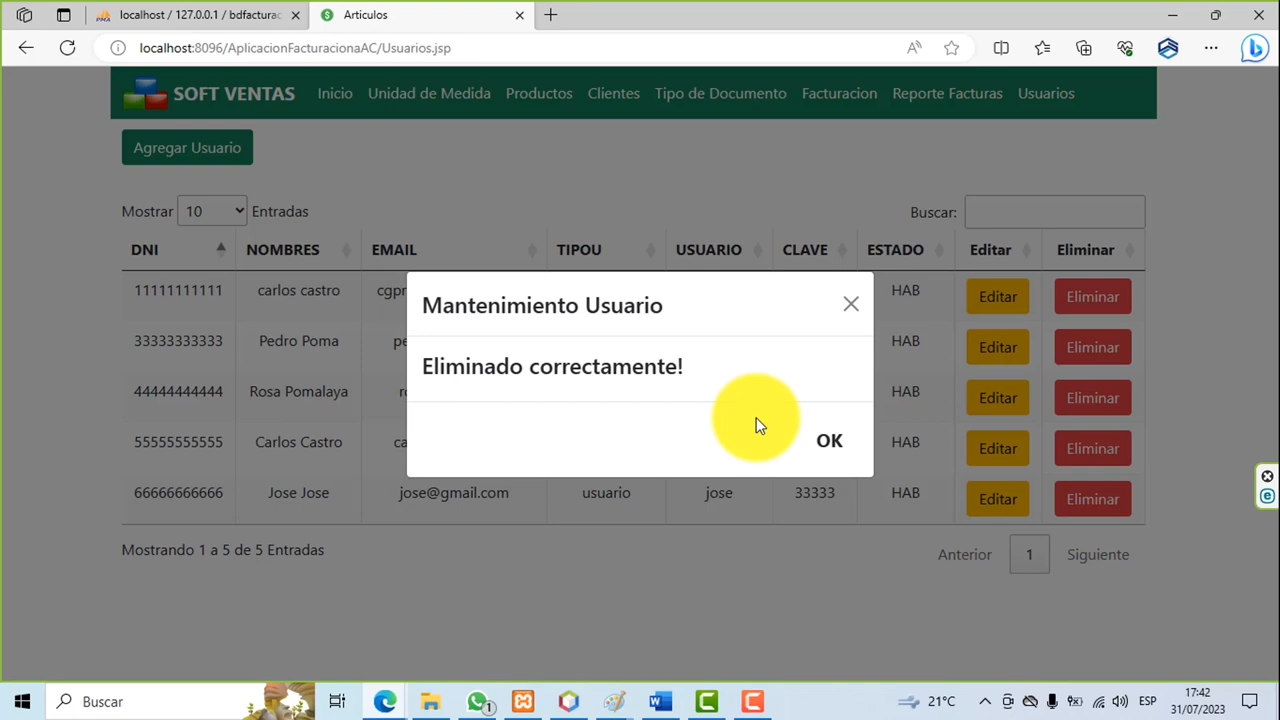 localhost / 127.0.0.1 / bdfacturac
Articulos
localhost:8096/AplicacionFacturacionaAC/Usuarios.jsp
SOFT VENTAS Inicio Unidad de Medida Productos Clientes Tipo de Documento Facturacion Reporte Facturas Usuarios
Agregar Usuario
Mostrar 10 Entradas Buscar:
DNI NOMBRES EMAIL TIPOU USUARIO CLAVE ESTADO Editar Eliminar
11111111111 carlos castro cgpr HAB Editar Eliminar
33333333333 Pedro Poma pe HAB Editar Eliminar
44444444444 Rosa Pomalaya HAB Editar Eliminar
55555555555 Carlos Castro ca HAB Editar Eliminar
66666666666 Jose Jose jose@gmail.com usuario jose 33333 HAB Editar Eliminar
Mantenimiento Usuario
Eliminado correctamente!
OK
Mostrando 1 a 5 de 5 Entradas Anterior 1 Siguiente
Buscar
1
21°C
ESP
17:42
31/07/2023